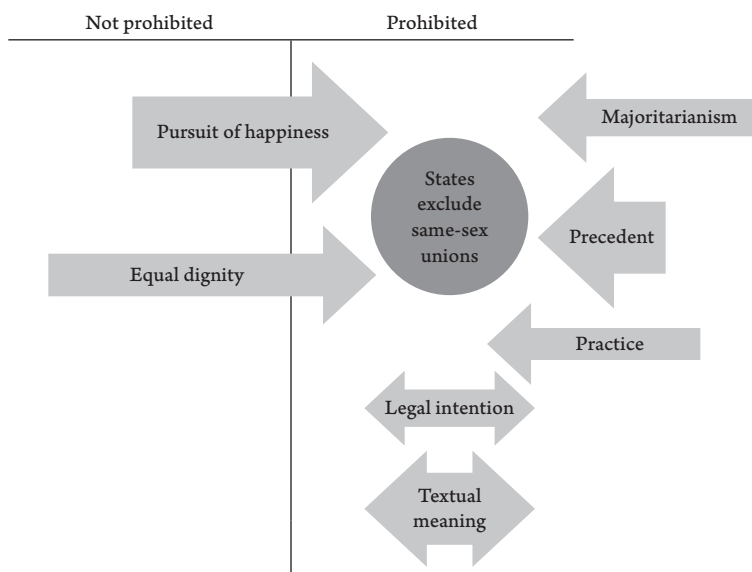 Not prohibited
Prohibited
Pursuit of happiness
Majoritarianism
States
exclude
same-sex
unions
Precedent
Equal dignity
Practice
Legal intention
Textual
meaning